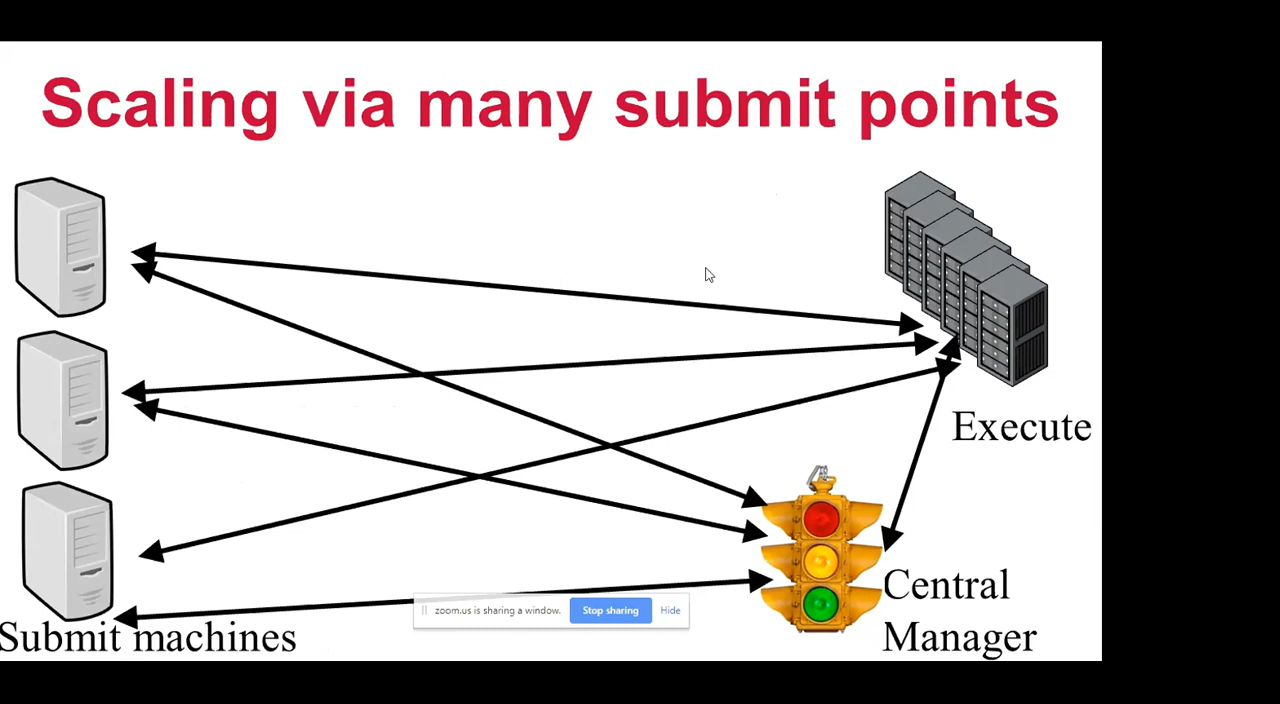 Scaling via many submit points
Execute
Central
Manager
zoom.us is sharing a window. Stop sharing Hide
Submit machines